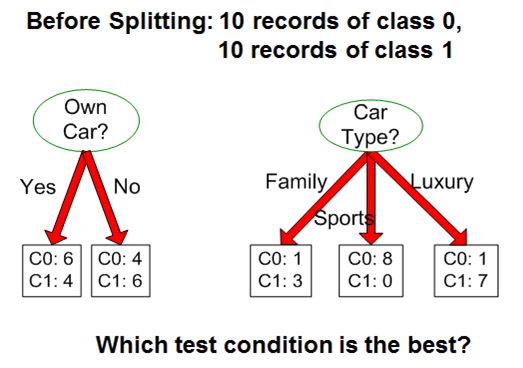 Before Splitting: 10 records of class 0,
10 records of class 1
Own
Car?
Yes
No
C0: 6
C1: 4
C0: 4
C1: 6
Car
Type?
Family
Sports
Luxury
C0: 1
C1: 3
C0: 8
C1: 0
C0: 1
C1: 7
Which test condition is the best?